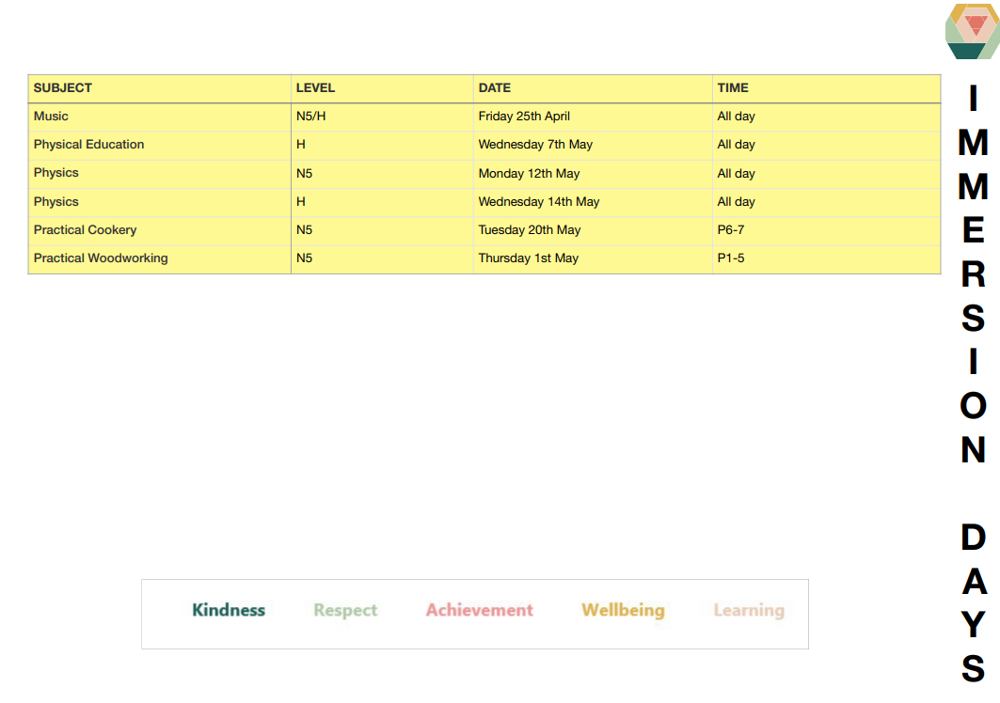 SUBJECT LEVEL DATE TIME
Music N5/H Friday 25th April All day
Physical Education H Wednesday 7th May All day
Physics N5 Monday 12th May All day
Physics H Wednesday 14th May All day
Practical Cookery N5 Tuesday 20th May P6-7
Practical Woodworking N5 Thursday 1st May P1-5
IMMERSION DAYS
Kindness Respect Achievement Wellbeing Learning